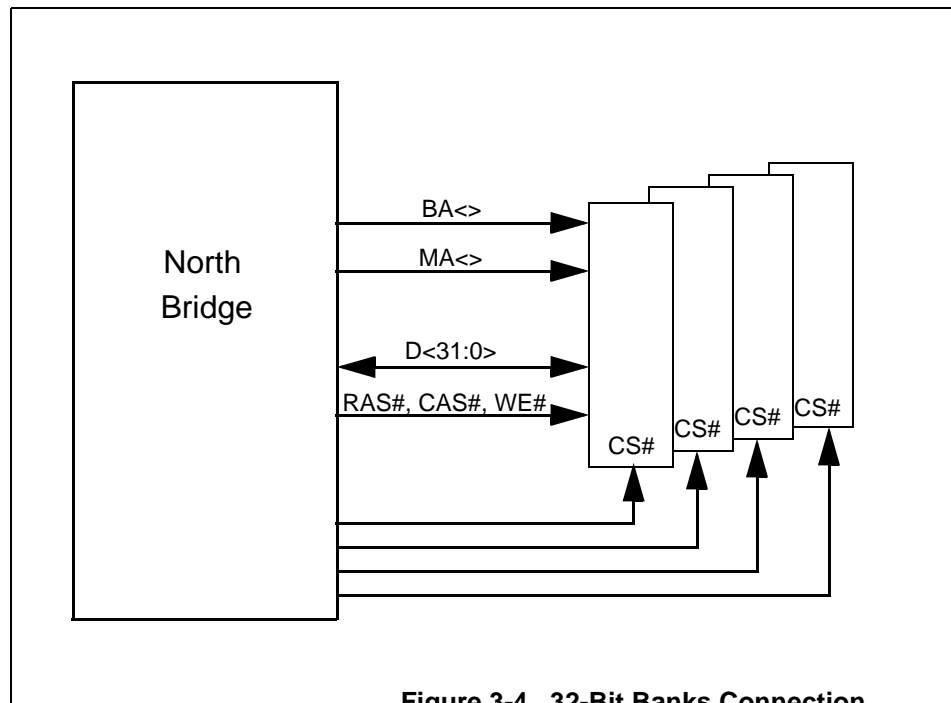 BA<>
North
Bridge
MA<>
D<31:0>
RAS#, CAS#, WE#
CS#
CS#
CS#
CS#
Figure 3-4   32-Bit Banks Connection